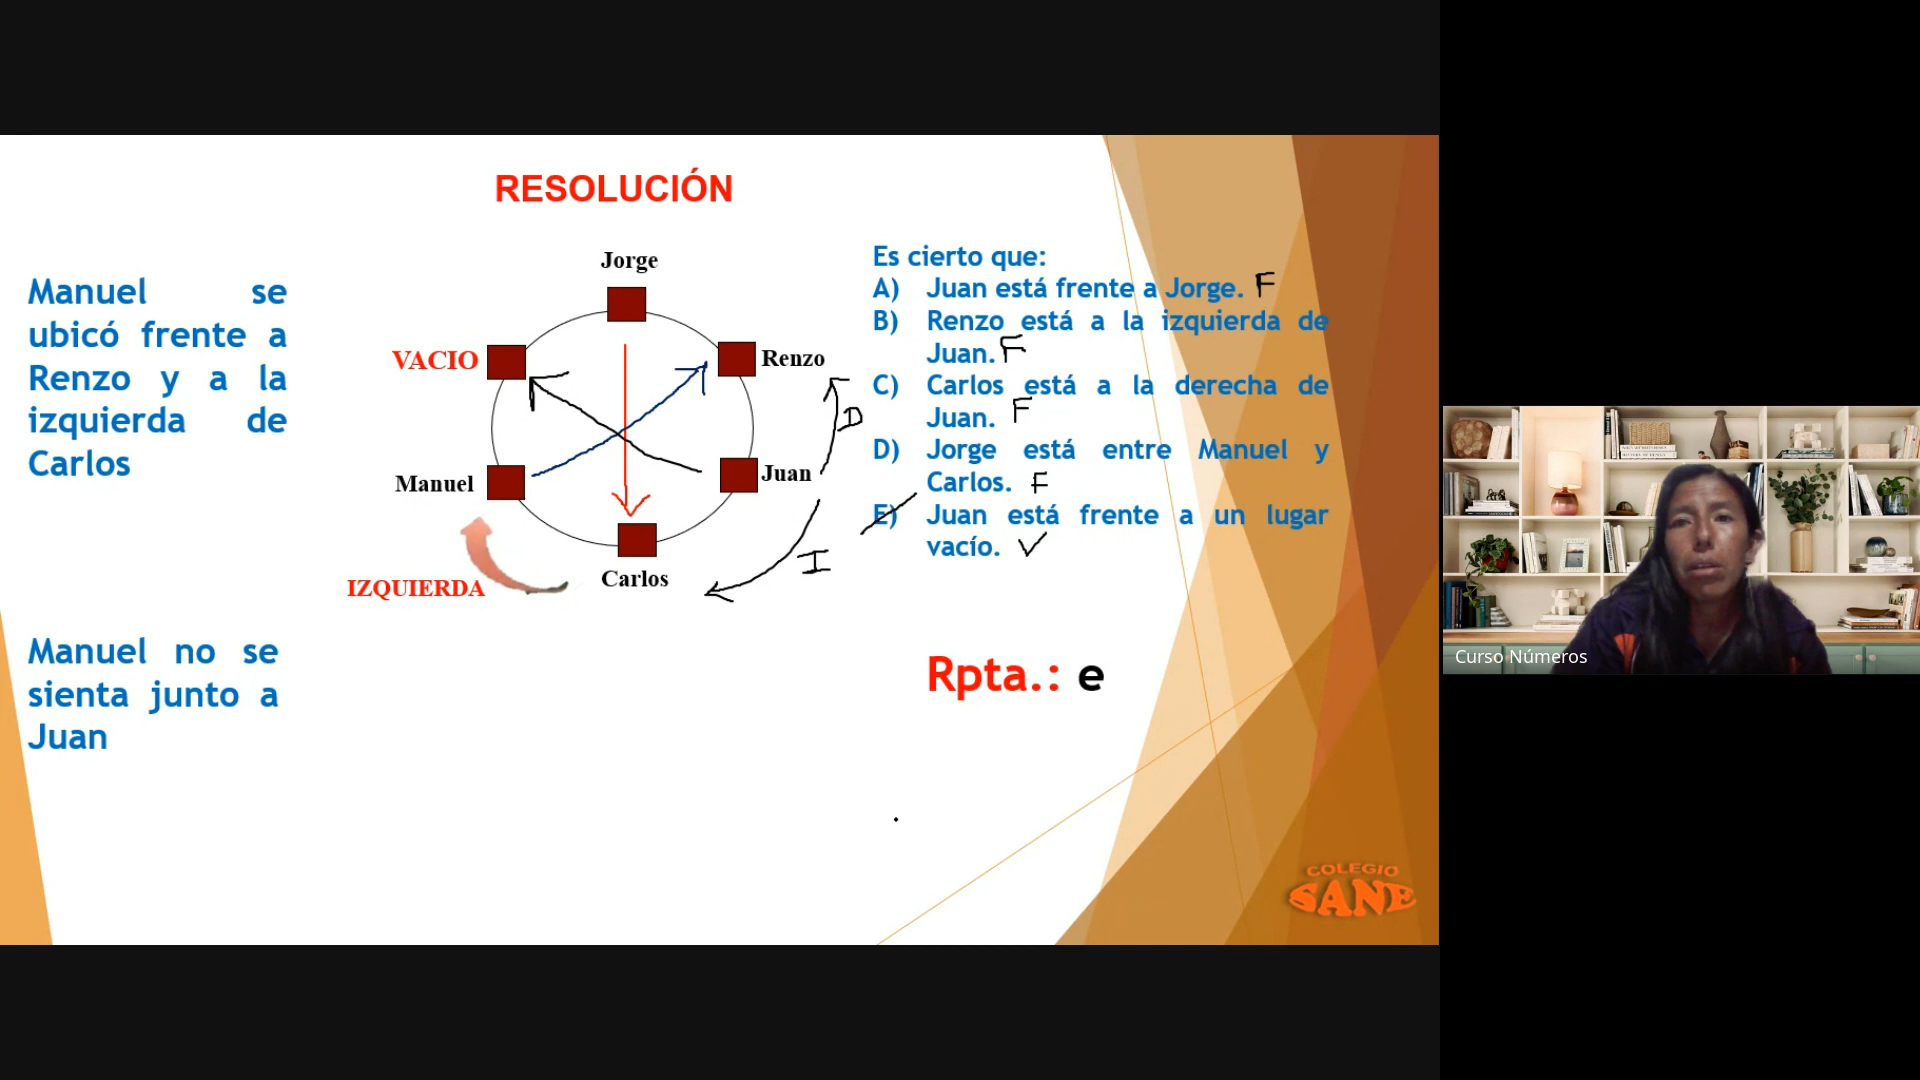 RESOLUCIÓN
Manuel se
ubicó frente a
Renzo y a la
izquierda de
Carlos
Manuel no se
sienta junto a
Juan
Jorge
VACIO
Renzo
Manuel
Juan
IZQUIERDA
Carlos
D
I
Es cierto que:
A) Juan está frente a Jorge. F
B) Renzo está a la izquierda de
Juan. F
C) Carlos está a la derecha de
Juan. F
D) Jorge está entre Manuel y
Carlos. F
E) Juan está frente a un lugar
vacío. ✓
Rpta.: e
COLEGIO
SANE
Curso Números